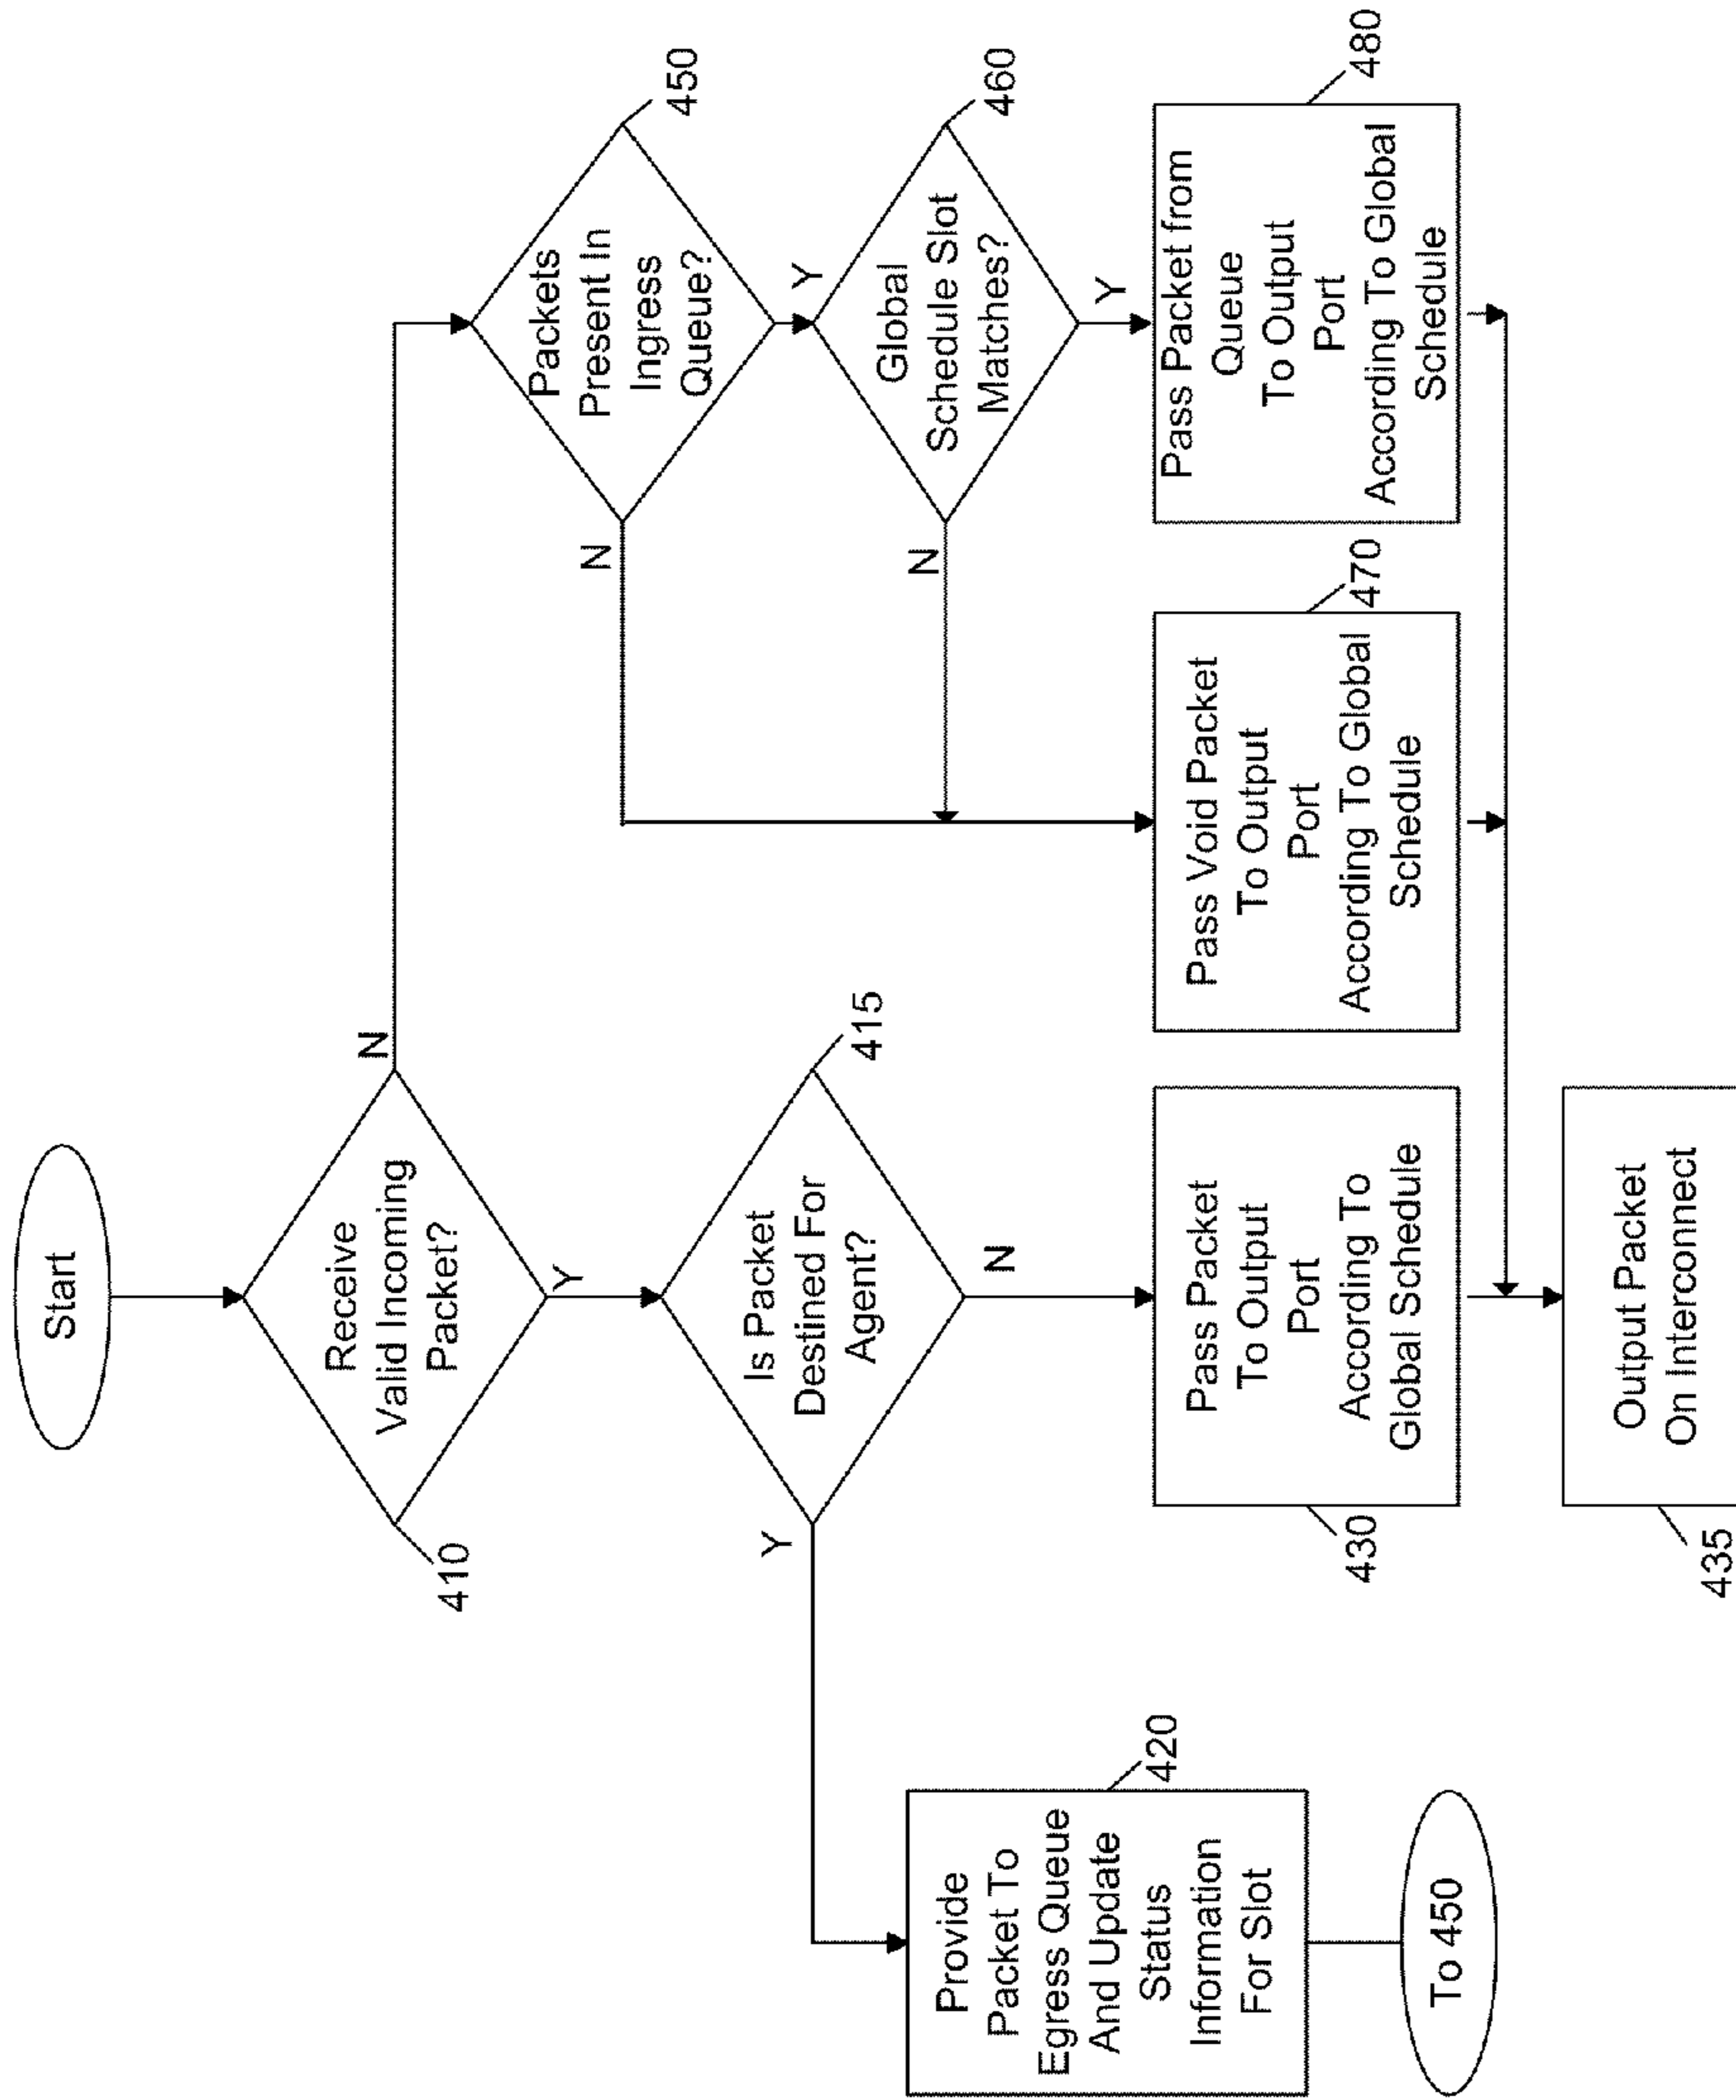 Start
Receive
Valid Incoming
Packet?
410
N
Y
Is Packet
Destined For
Agent?
415
Y
N
Provide
Packet To
Egress Queue
And Update
Status
Information
For Slot
420
To 450
Pass Packet
To Output
Port
According To
Global Schedule
430
Output Packet
On Interconnect
435
Packets
Present In
Ingress
Queue?
450
N
Y
Global
Schedule Slot
Matches?
460
N
Y
Pass Void Packet
To Output
Port
According To Global
Schedule
470
Pass Packet from
Queue
To Output
Port
According To Global
Schedule
480